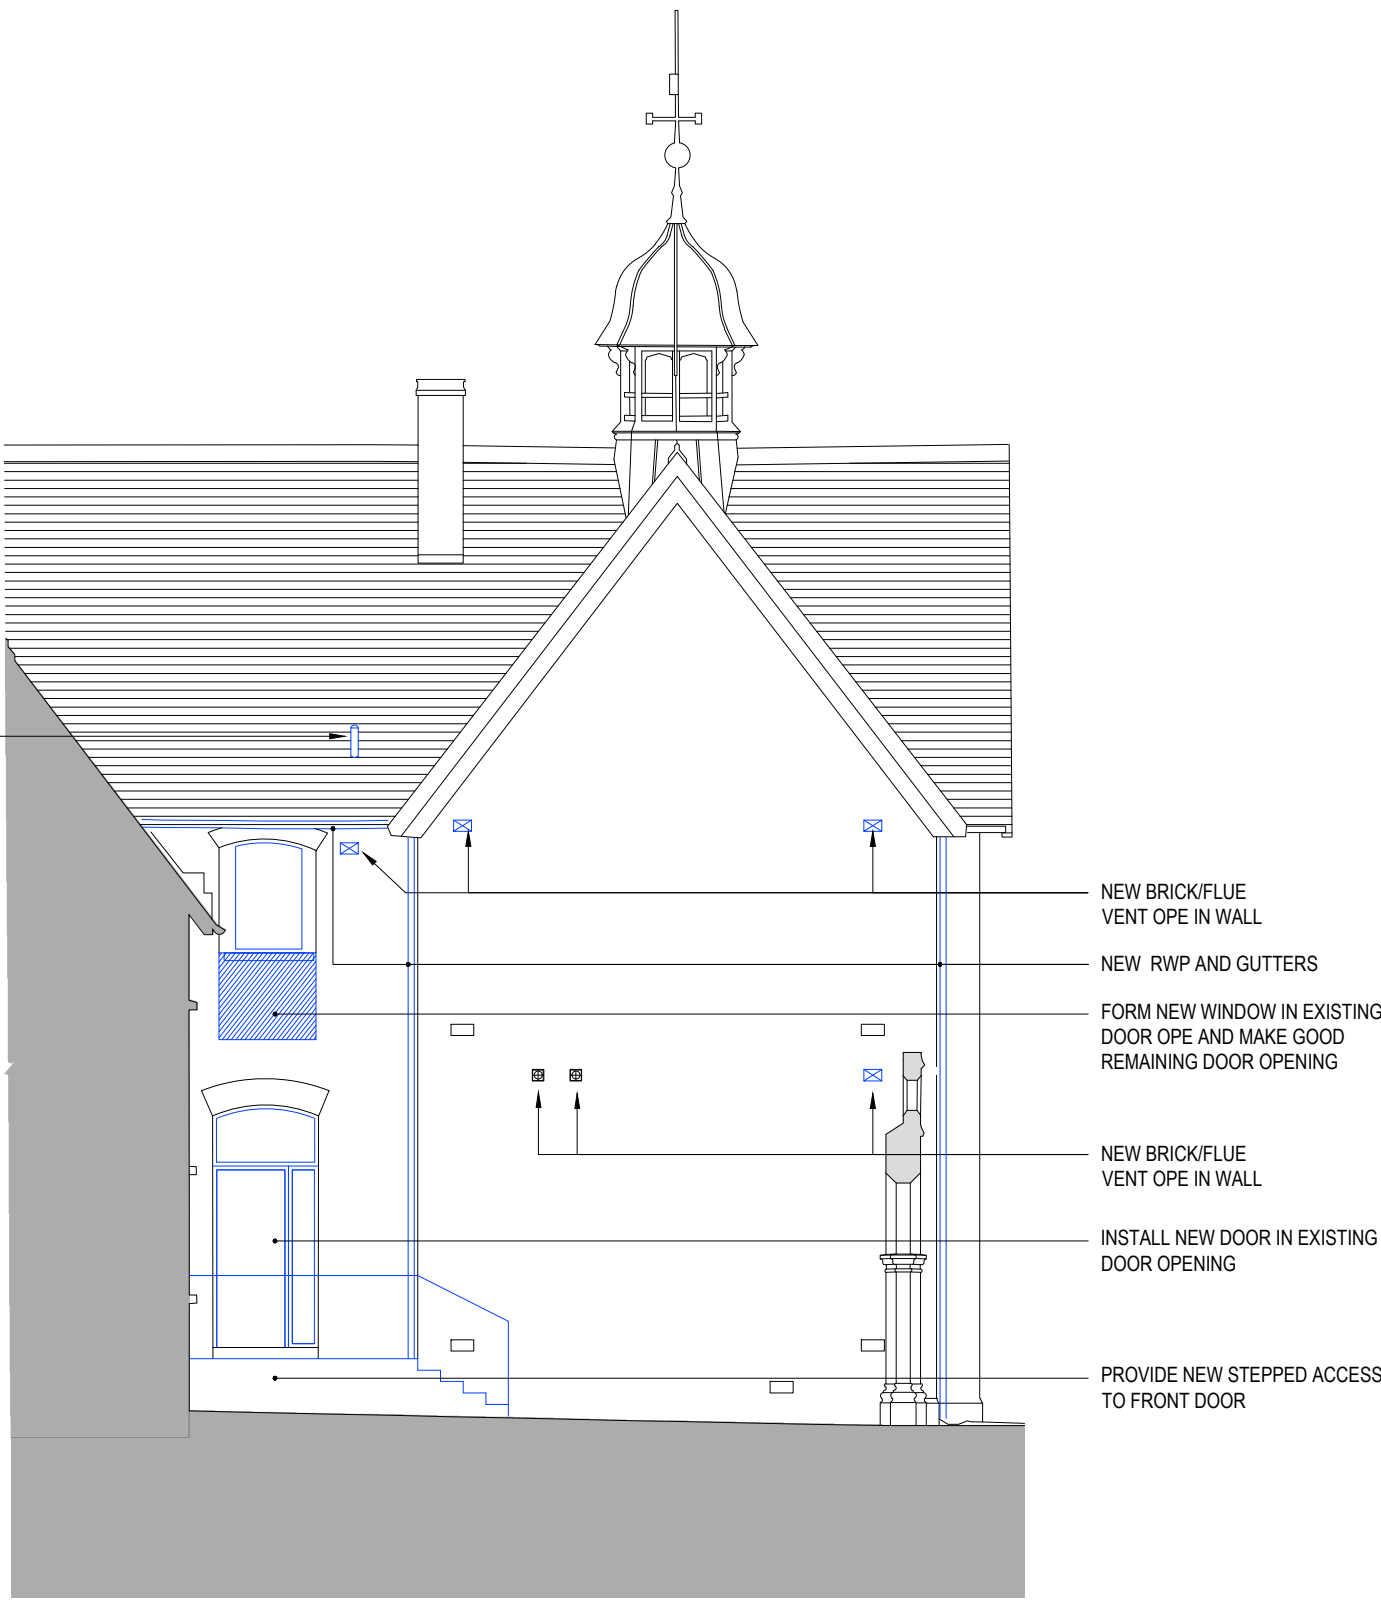 NEW BRICK/FLUE
VENT OPE IN WALL
NEW RWP AND GUTTERS
FORM NEW WINDOW IN EXISTING
DOOR OPE AND MAKE GOOD
REMAINING DOOR OPENING
NEW BRICK/FLUE
VENT OPE IN WALL
INSTALL NEW DOOR IN EXISTING
DOOR OPENING
PROVIDE NEW STEPPED ACCESS
TO FRONT DOOR